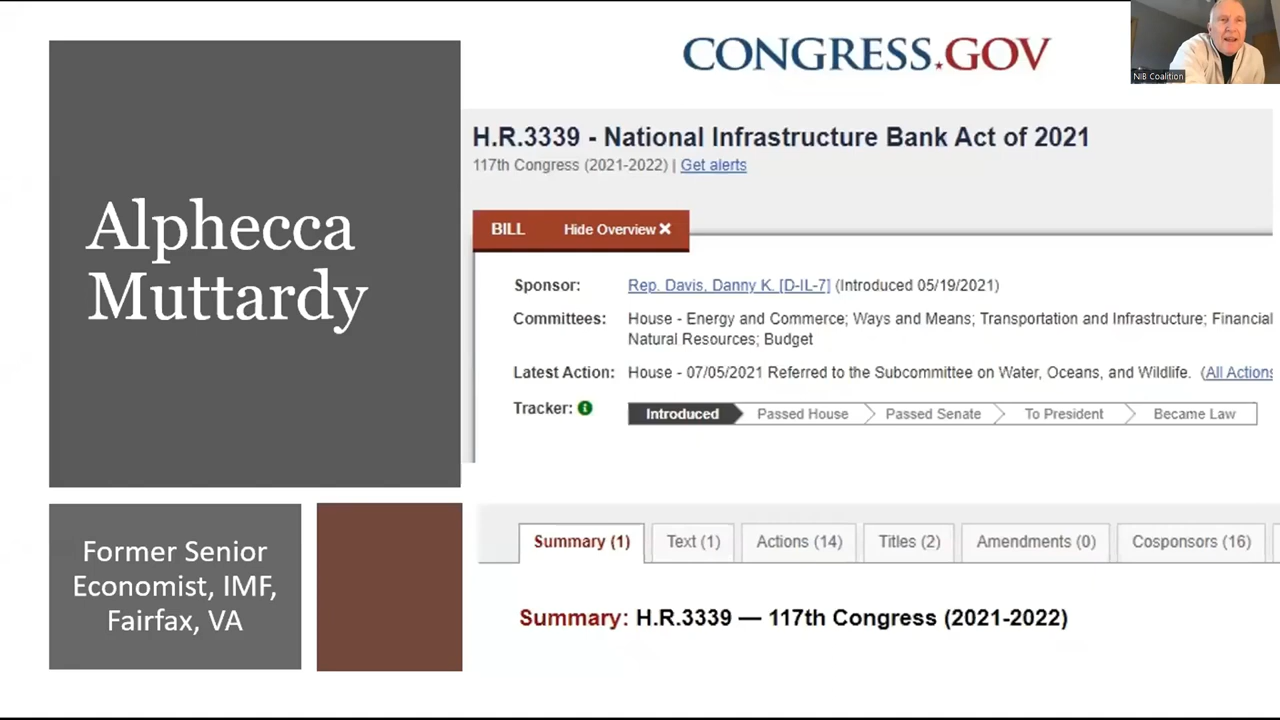 Alphecca
Muttardy
Former Senior
Economist, IMF,
Fairfax, VA
CONGRESS.GOV
NIB Coalition
H.R.3339 - National Infrastructure Bank Act of 2021
117th Congress (2021-2022) | Get alerts
BILL Hide Overview ✕
Sponsor: Rep. Davis, Danny K. [D-IL-7] (Introduced 05/19/2021)
Committees: House - Energy and Commerce; Ways and Means; Transportation and Infrastructure; Financial
Natural Resources; Budget
Latest Action: House - 07/05/2021 Referred to the Subcommittee on Water, Oceans, and Wildlife. (All Actions
Tracker: Introduced Passed House Passed Senate To President Became Law
Summary (1) Text (1) Actions (14) Titles (2) Amendments (0) Cosponsors (16)
Summary: H.R.3339 — 117th Congress (2021-2022)